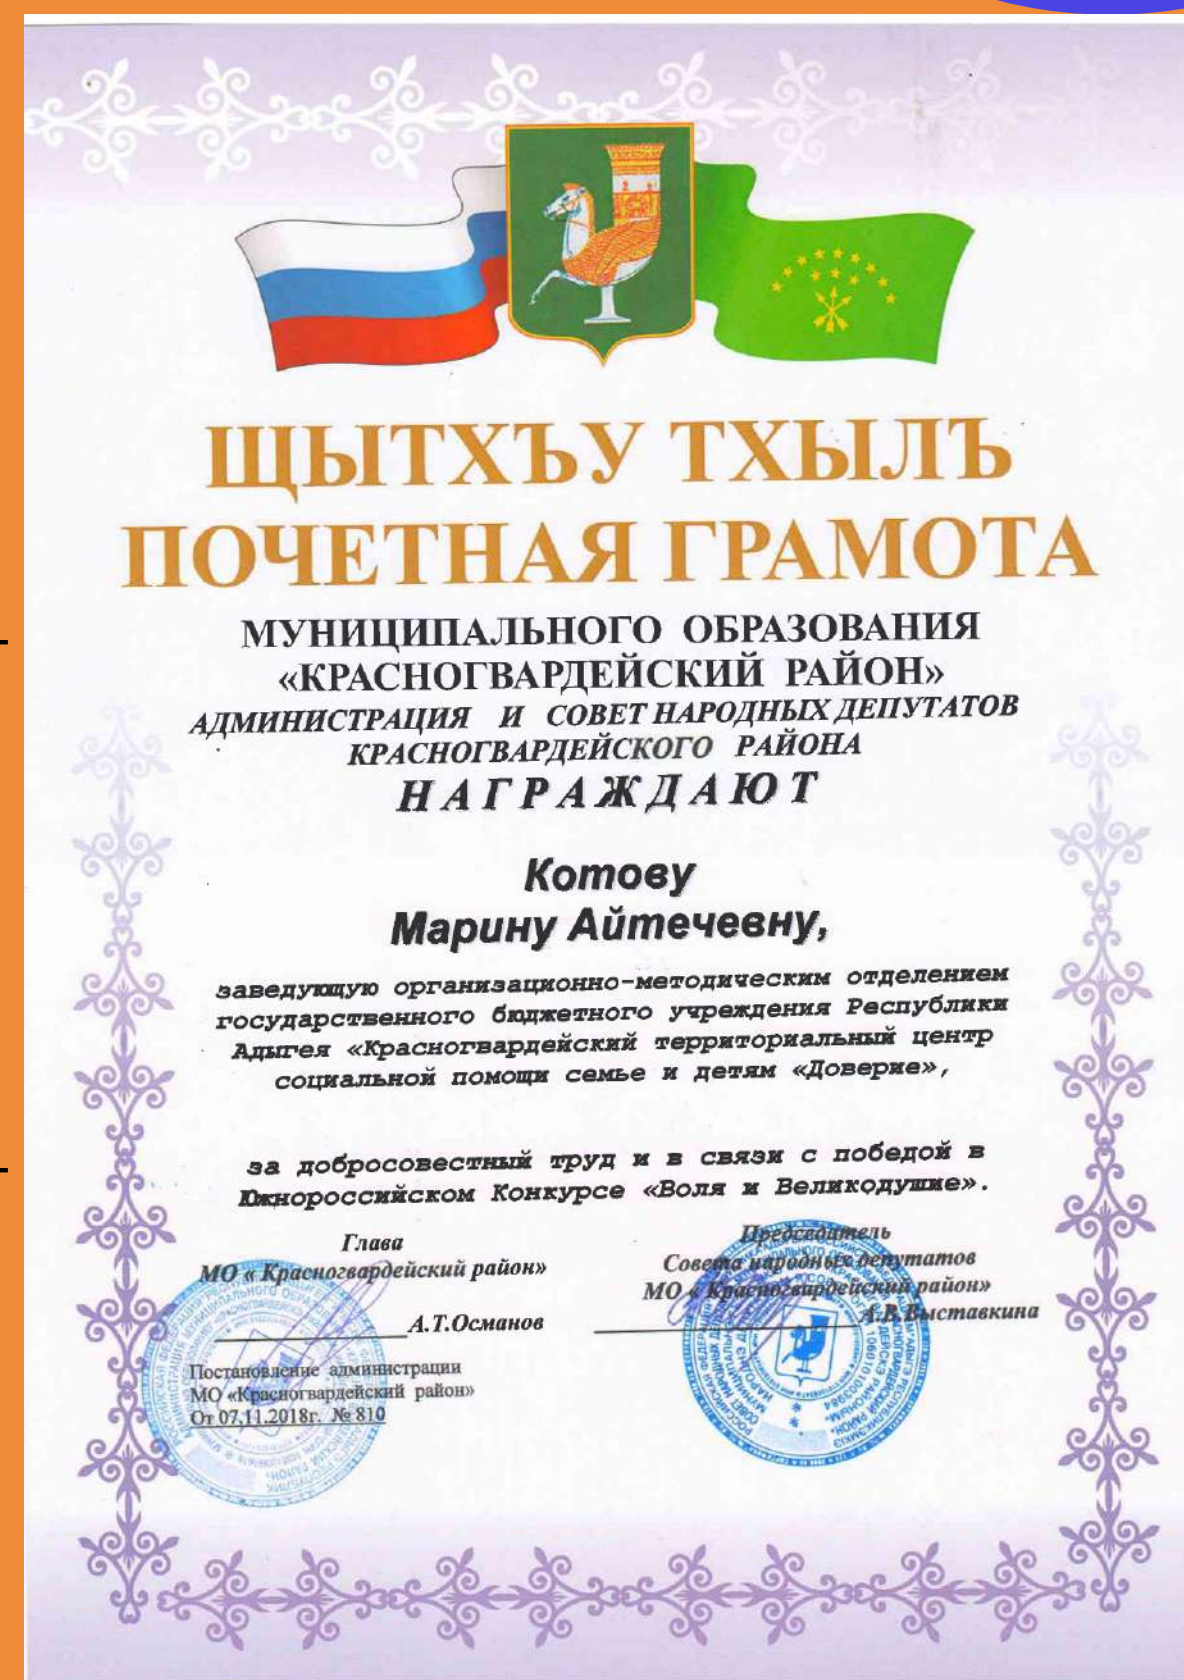 ЩЫТХЪУ ТХЫЛЪ
ПОЧЕТНАЯ ГРАМОТА
МУНИЦИПАЛЬНОГО ОБРАЗОВАНИЯ
«КРАСНОГВАРДЕЙСКИЙ РАЙОН»
АДМИНИСТРАЦИЯ И СОВЕТ НАРОДНЫХ ДЕПУТАТОВ
КРАСНОГВАРДЕЙСКОГО РАЙОНА
НАГРАЖДАЮТ
Котову
Марину Айтечевну,
заведующую организационно-методическим отделением
государственного бюджетного учреждения Республики
Адыгея «Красногвардейский территориальный центр
социальной помощи семье и детям «Доверие»,
за добросовестный труд и в связи с победой в
Южнороссийском Конкурсе «Воля и Великодушие».
Глава
МО « Красногвардейский район»
А.Т.Османов
Постановление администрации
МО «Красногвардейский район»
От 07.11.2018г. № 810
Председатель
Совета народных депутатов
МО « Красногвардейский район»
А.В.Выставкина